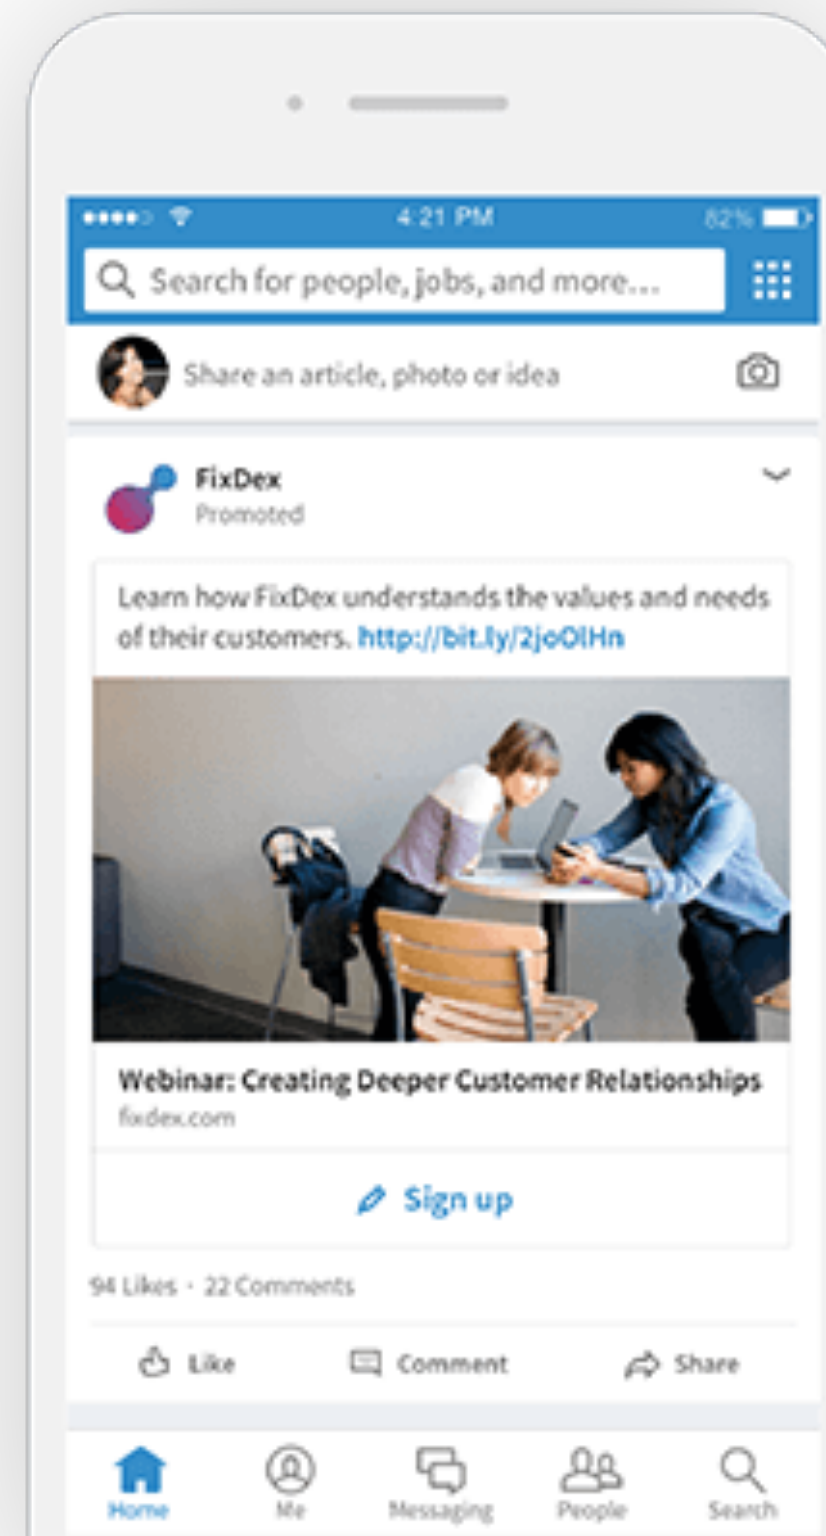 4:21 PM
82%
Search for people, jobs, and more...
Share an article, photo or idea
FixDex
Promoted
Learn how FixDex understands the values and needs
of their customers. http://bit.ly/2joOlHn
Webinar: Creating Deeper Customer Relationships
fixdex.com
Sign up
94 Likes · 22 Comments
Like Comment Share
Home Me Messaging People Search